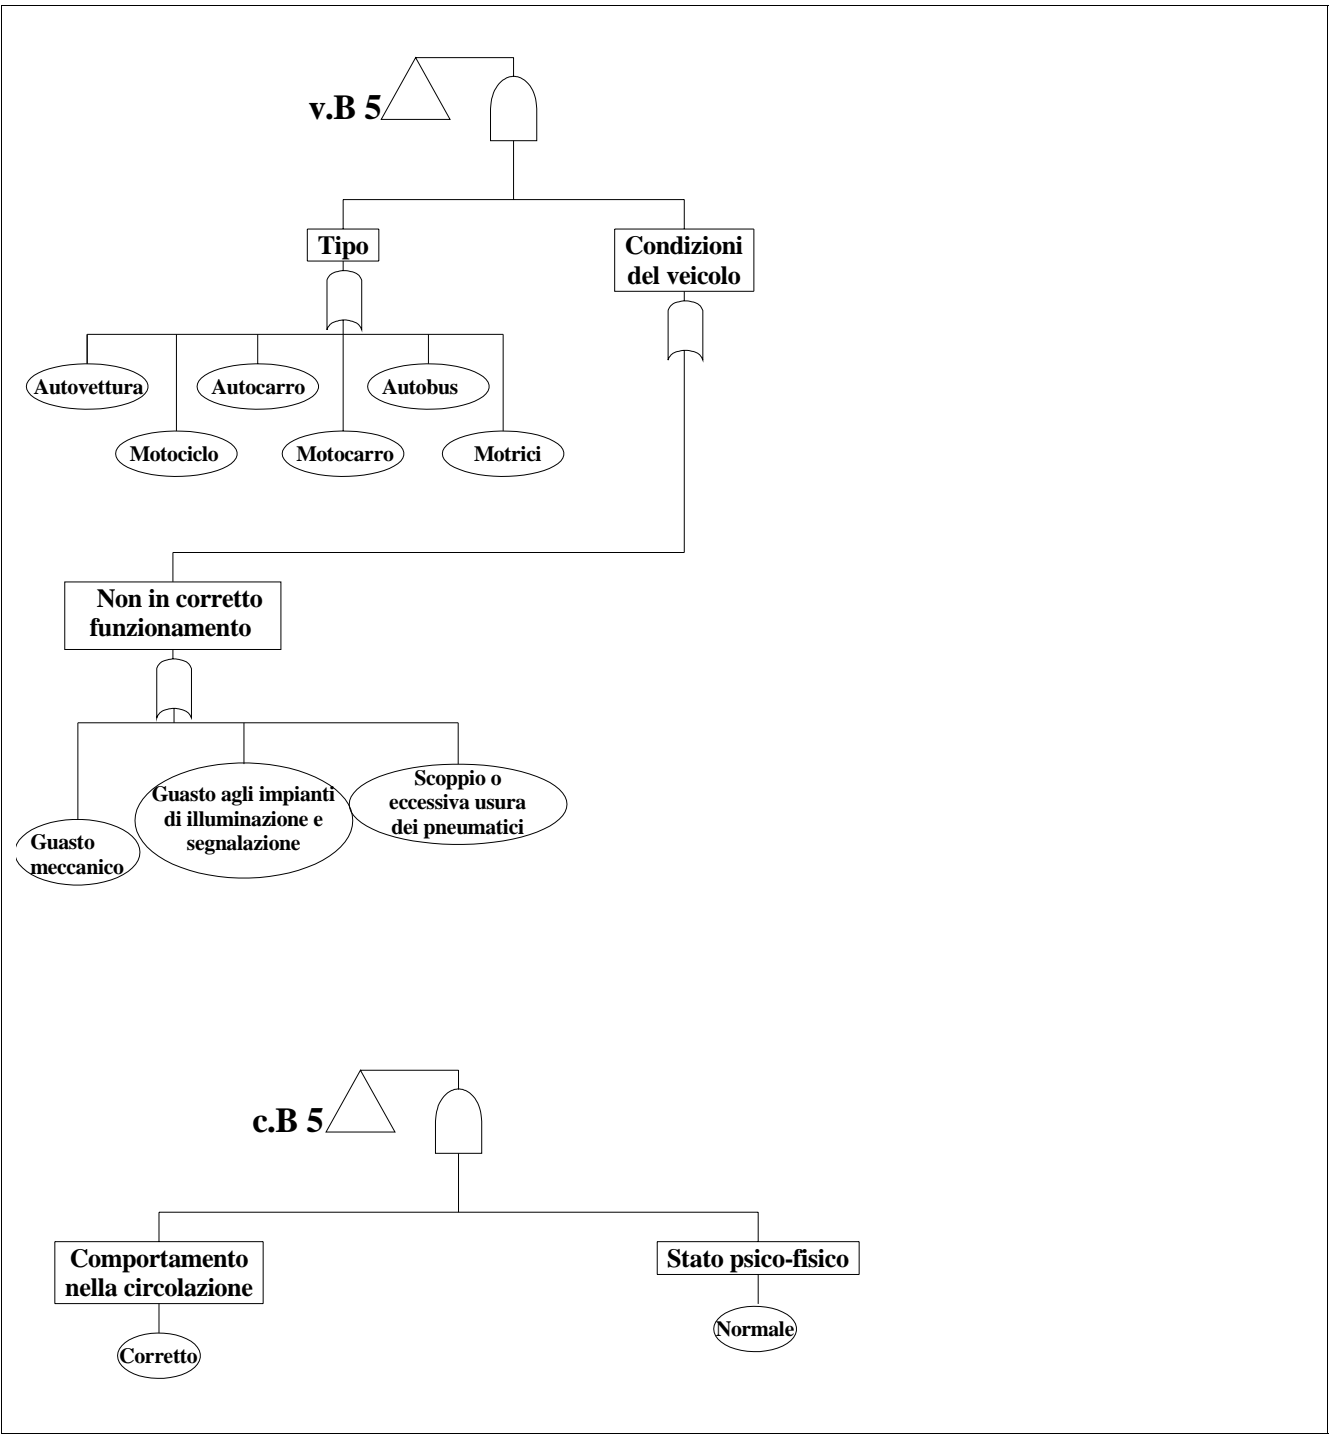 v.B 5
Tipo
Condizioni
del veicolo
Autovettura
Autocarro
Autobus
Motociclo
Motocarro
Motrici
Non in corretto
funzionamento
Guasto
meccanico
Guasto agli impianti
di illuminazione e
segnalazione
Scoppio o
eccessiva usura
dei pneumatici
c.B 5
Comportamento
nella circolazione
Stato psico-fisico
Corretto
Normale